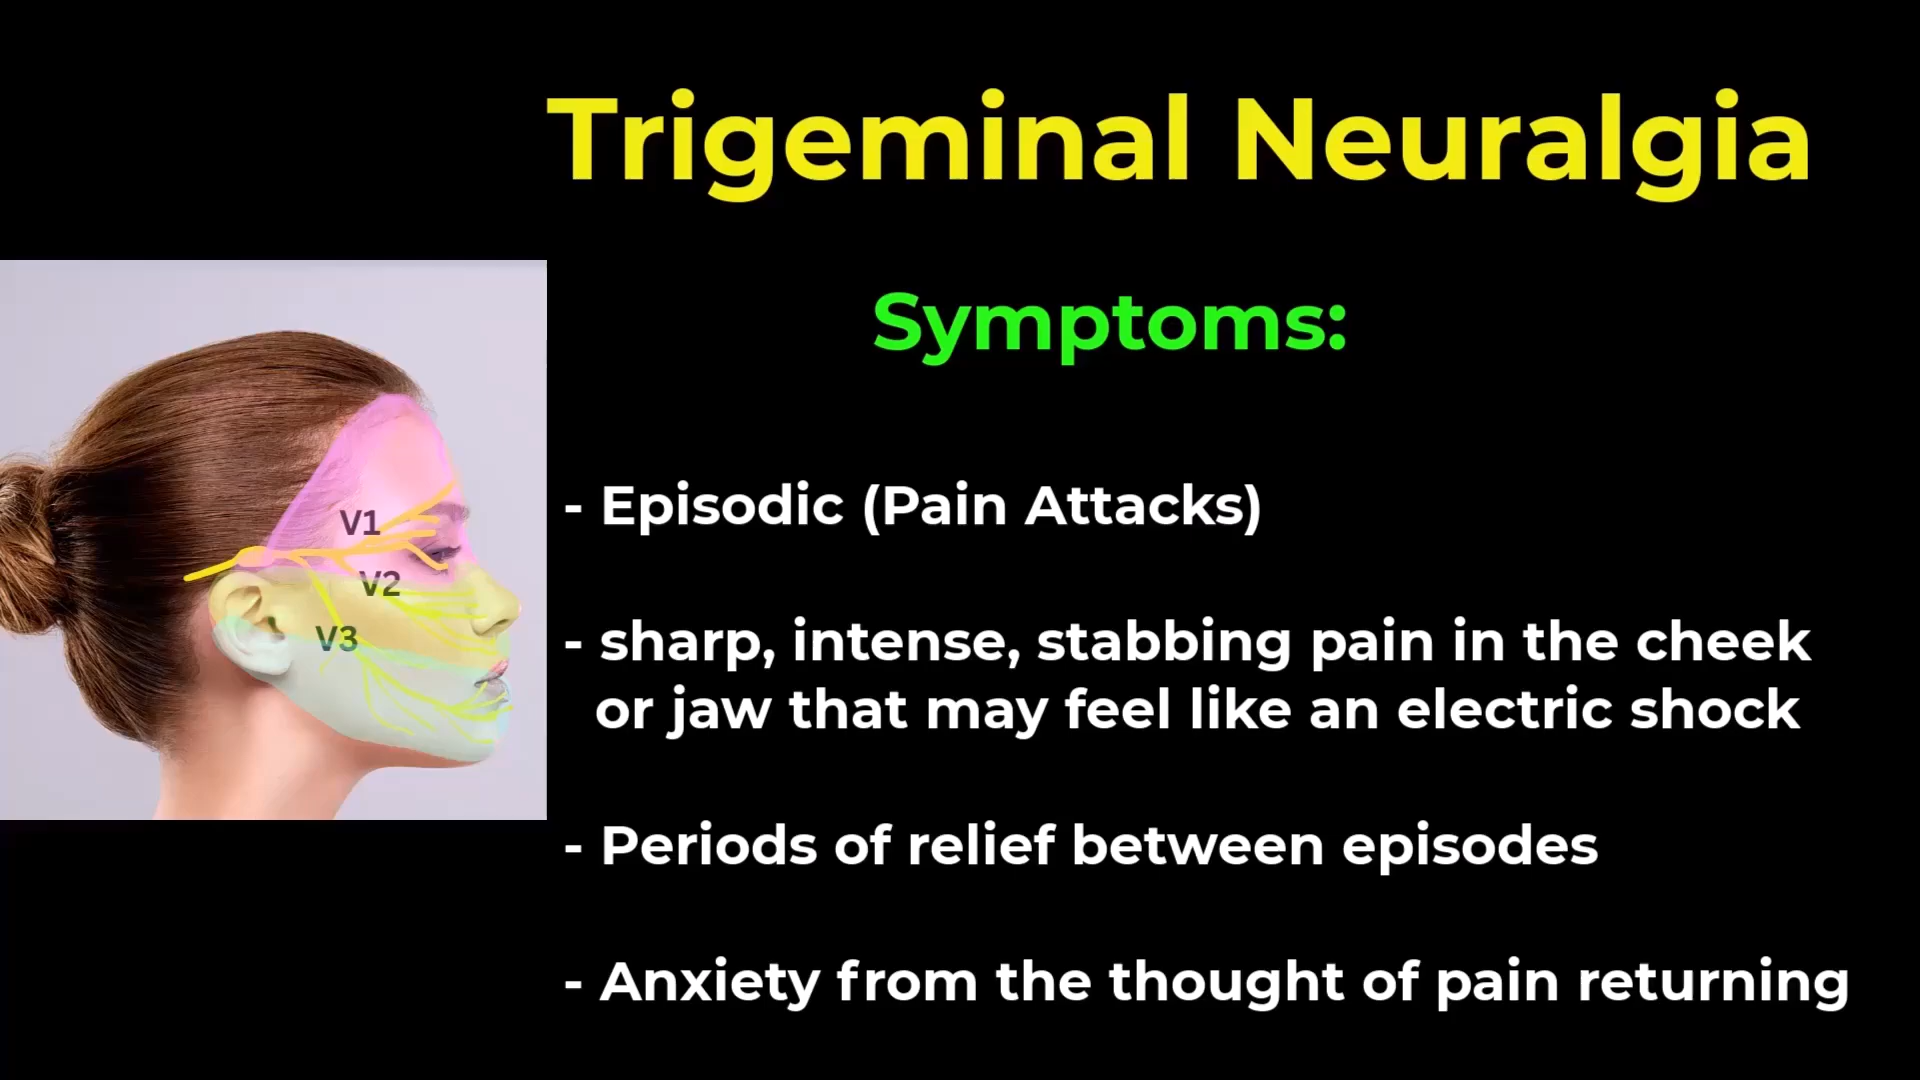 Trigeminal Neuralgia
Symptoms:
V1
V2
V3
- Episodic (Pain Attacks)
- sharp, intense, stabbing pain in the cheek
or jaw that may feel like an electric shock
- Periods of relief between episodes
- Anxiety from the thought of pain returning